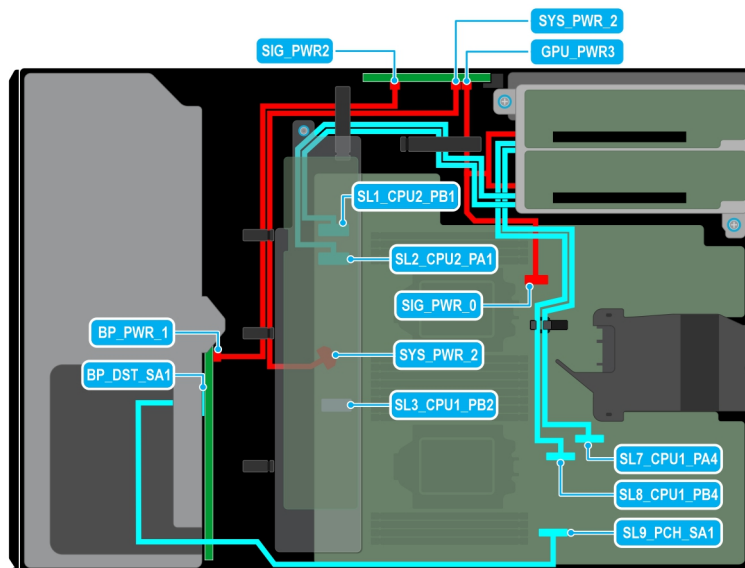 SYS_PWR_2
SIG_PWR2
GPU_PWR3
SL1_CPU2_PB1
SL2_CPU2_PA1
SIG_PWR_0
BP_PWR_1
SYS_PWR_2
BP_DST_SA1
SL3_CPU1_PB2
SL7_CPU1_PA4
SL8_CPU1_PB4
SL9_PCH_SA1